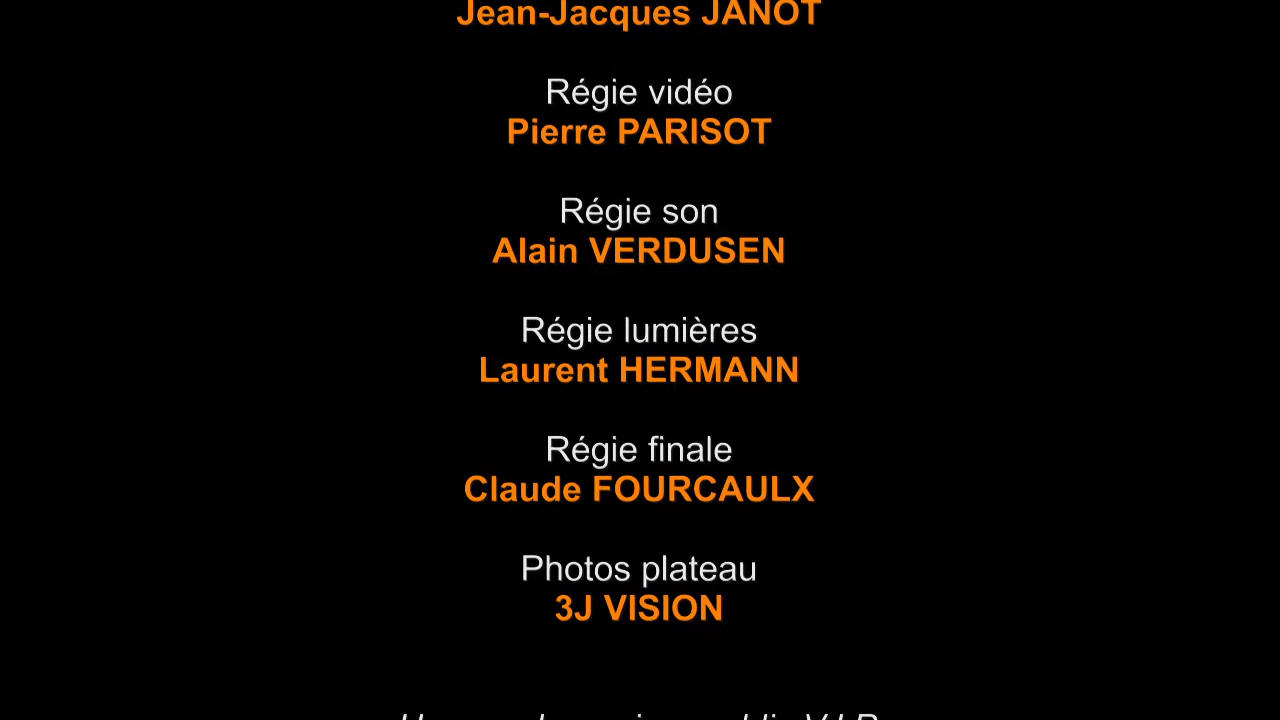 Jean-Jacques JANOT
Régie vidéo
Pierre PARISOT
Régie son
Alain VERDUSEN
Régie lumières
Laurent HERMANN
Régie finale
Claude FOURCAULX
Photos plateau
3J VISION